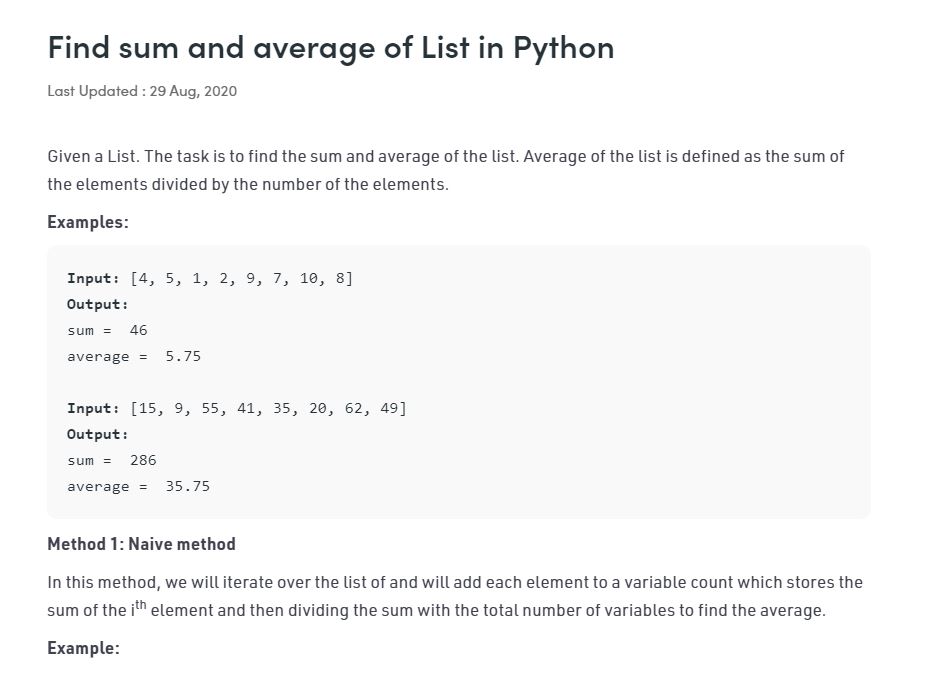 Find sum and average of List in Python
Last Updated : 29 Aug, 2020
Given a List. The task is to find the sum and average of the list. Average of the list is defined as the sum of
the elements divided by the number of the elements.
Examples:
Input: [4, 5, 1, 2, 9, 7, 10, 8]
Output:
sum =  46
average =  5.75
Input: [15, 9, 55, 41, 35, 20, 62, 49]
Output:
sum =  286
average =  35.75
Method 1: Naive method
In this method, we will iterate over the list of and will add each element to a variable count which stores the
sum of the ith element and then dividing the sum with the total number of variables to find the average.
Example: